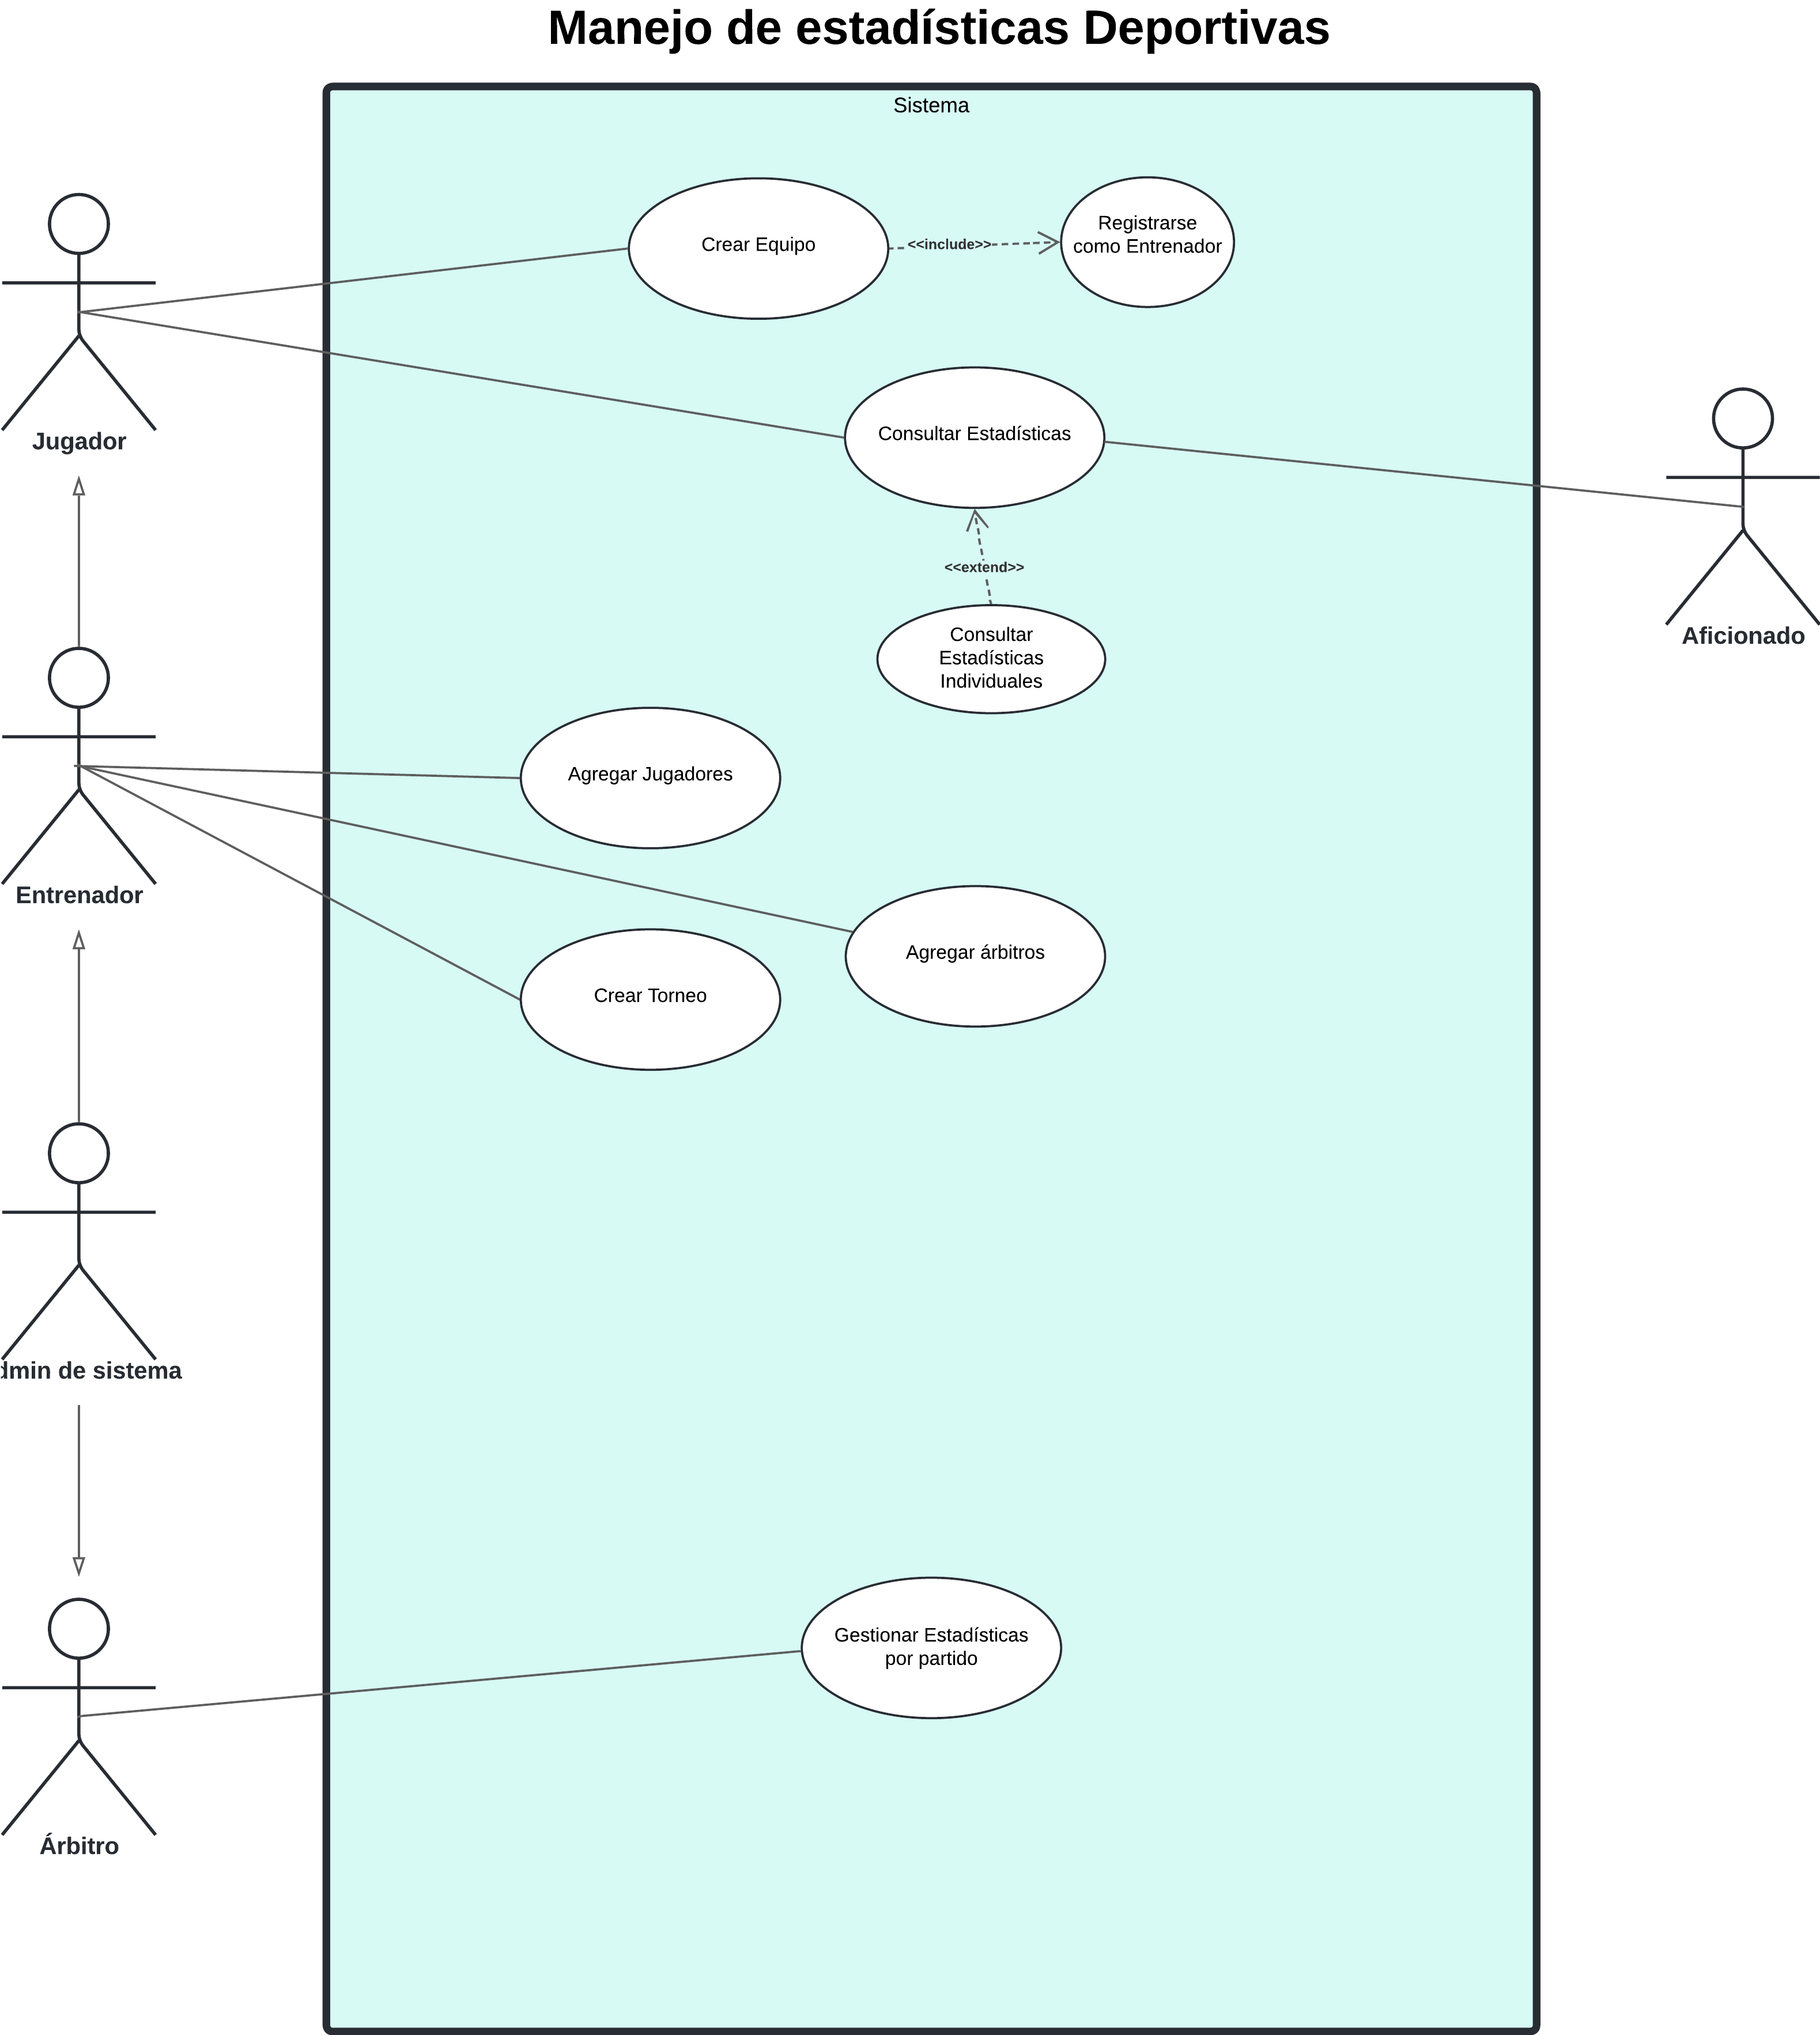 Manejo de estadísticas Deportivas
Sistema
Crear Equipo
<<include>>
Registrarse
como Entrenador
Jugador
Consultar Estadísticas
<<extend>>
Consultar
Estadísticas
Individuales
Aficionado
Agregar Jugadores
Entrenador
Agregar árbitros
Crear Torneo
dmin de sistema
Gestionar Estadísticas
por partido
Árbitro